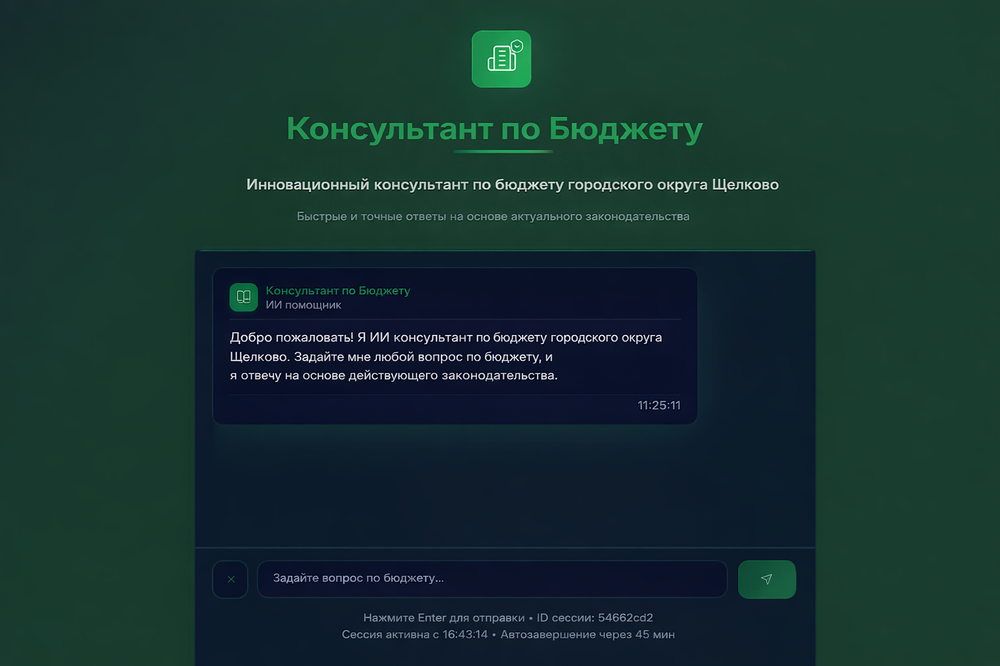 Консультант по Бюджету
Инновационный консультант по бюджету городского округа Щелково
Быстрые и точные ответы на основе актуального законодательства
Консультант по Бюджету
ИИ помощник
Добро пожаловать! Я ИИ консультант по бюджету городского округа
Щелково. Задайте мне любой вопрос по бюджету, и
я отвечу на основе действующего законодательства.
11:25:11
Задайте вопрос по бюджету...
Нажмите Enter для отправки • ID сессии: 54662cd2
Сессия активна с 16:43:14 • Автозавершение через 45 мин